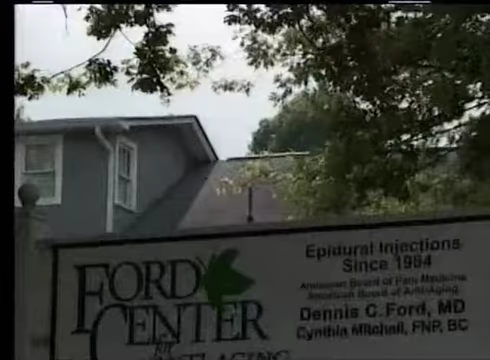 FORD
CENTER
Epidural Injections
Since 1984
American Board of Pain Medicine
American Board of Anti-Aging
Dennis C. Ford, MD
Cynthia Mitchell, FNP, BC